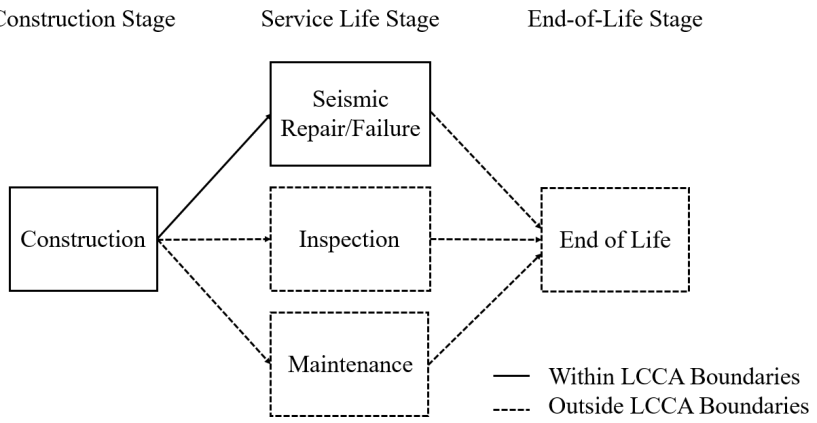 Construction Stage
Service Life Stage
End-of-Life Stage
Seismic
Repair/Failure
Construction
Inspection
End of Life
Maintenance
Within LCCA Boundaries
Outside LCCA Boundaries